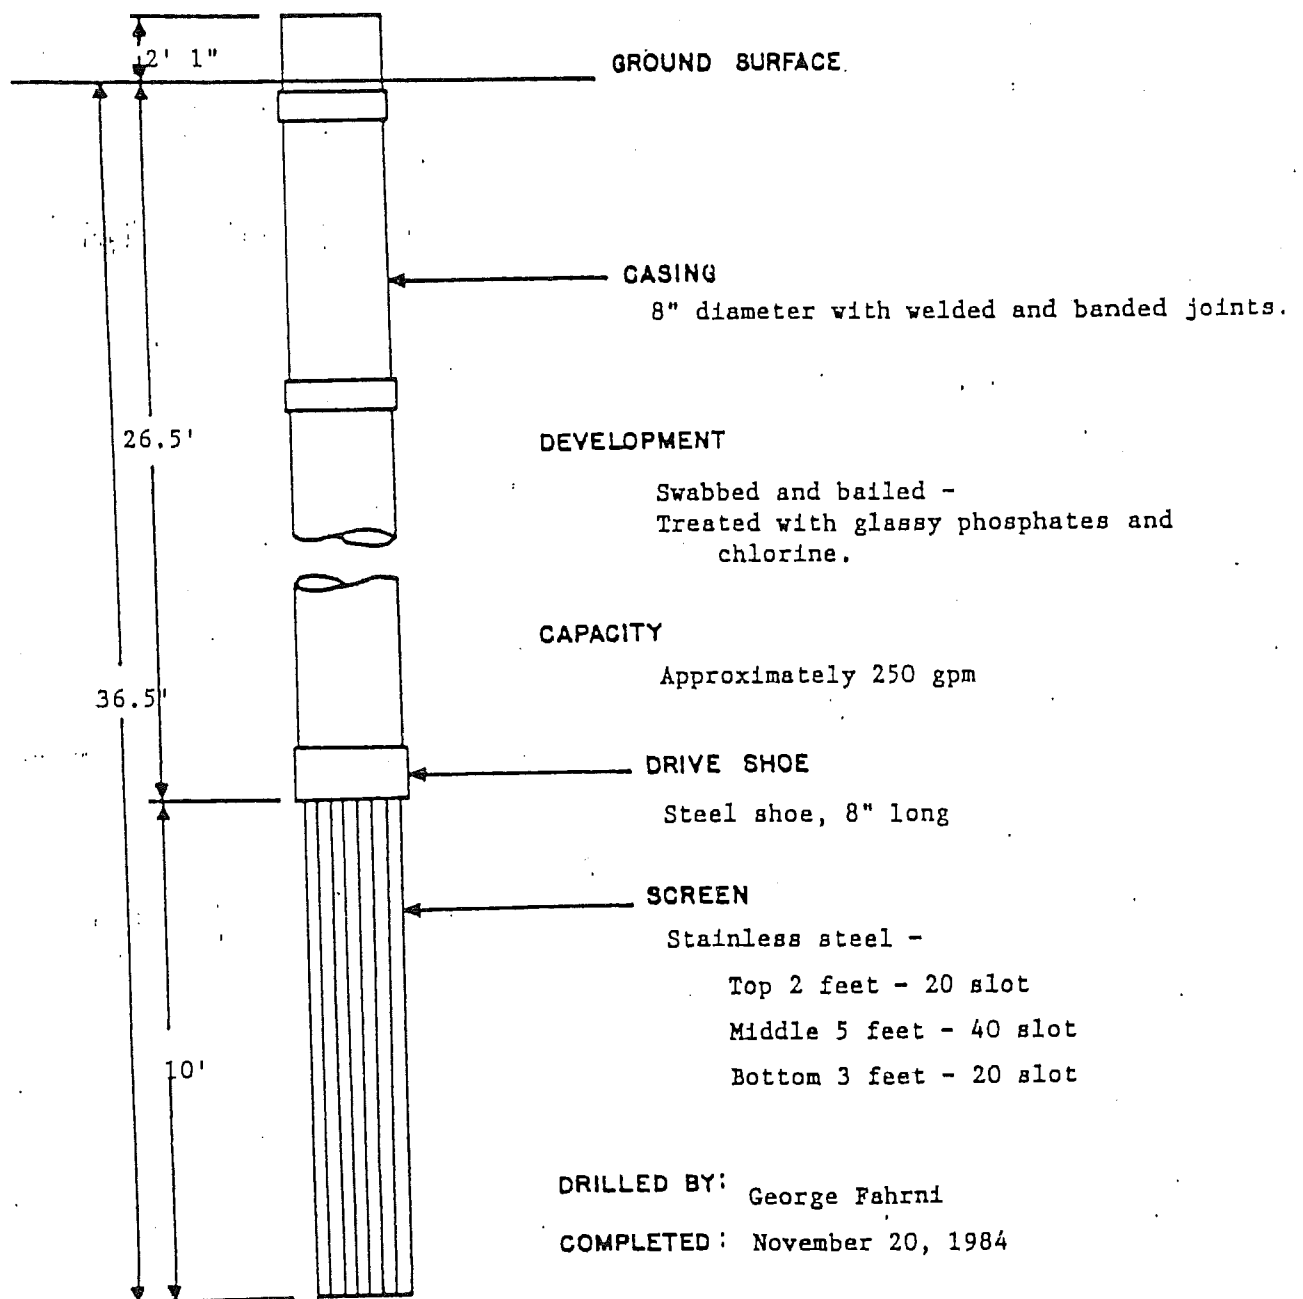 2' 1"
GROUND SURFACE
CASING
8" diameter with welded and banded joints.
26.5'
DEVELOPMENT
Swabbed and bailed -
Treated with glassy phosphates and
chlorine.
CAPACITY
Approximately 250 gpm
36.5'
DRIVE SHOE
Steel shoe, 8" long
SCREEN
Stainless steel -
Top 2 feet - 20 slot
Middle 5 feet - 40 slot
10'
Bottom 3 feet - 20 slot
DRILLED BY: George Fahrni
COMPLETED: November 20, 1984